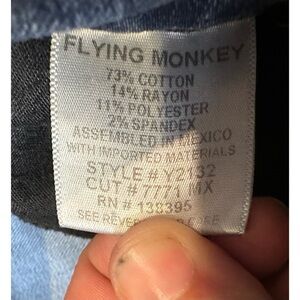 FLYING MONKEY
73% COTTON
14% RAYON
11% POLYESTER
2% SPANDEX
ASSEMBLED IN MEXICO
WITH IMPORTED MATERIALS
STYLE # Y2132
CUT # 7771 MX
RN # 138395
SEE